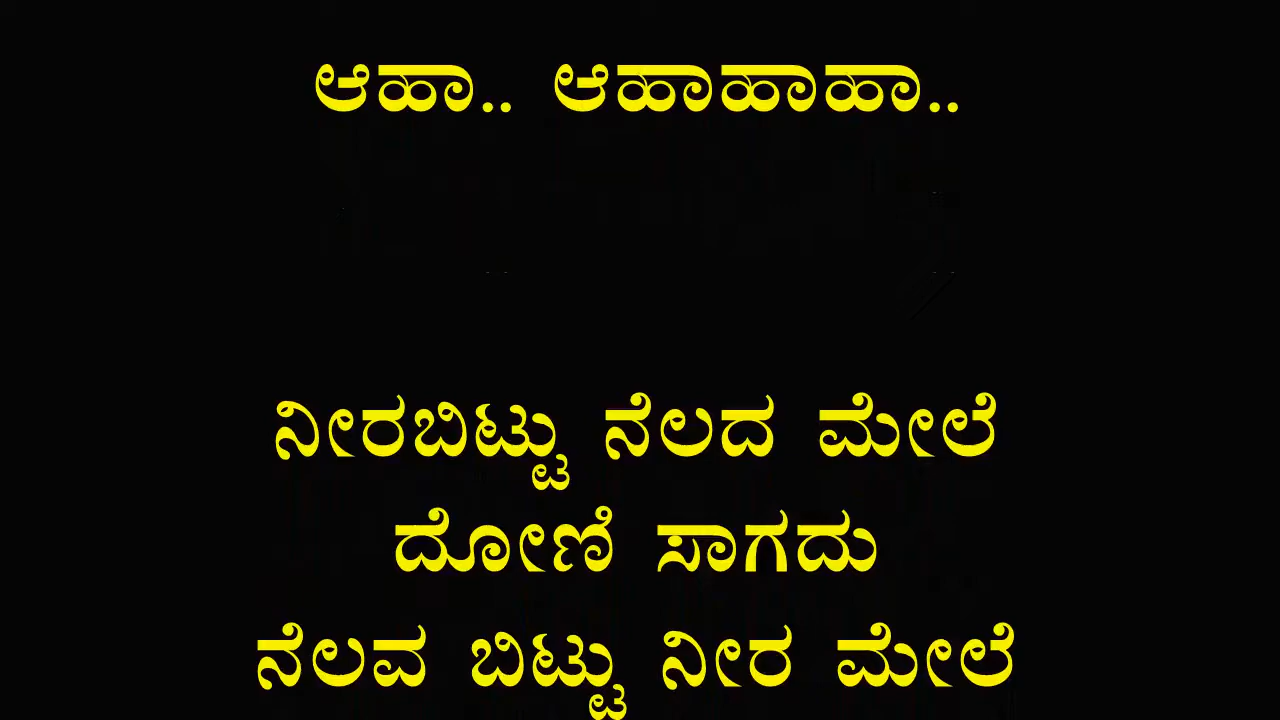 ಆಹಾ.. ಆಹಾಹಾಹಾ..
ನೀರಬಿಟ್ಟು ನೆಲದ ಮೇಲೆ
ದೋಣಿ ಸಾಗದು
ನೆಲವ ಬಿಟ್ಟು ನೀರ ಮೇಲೆ